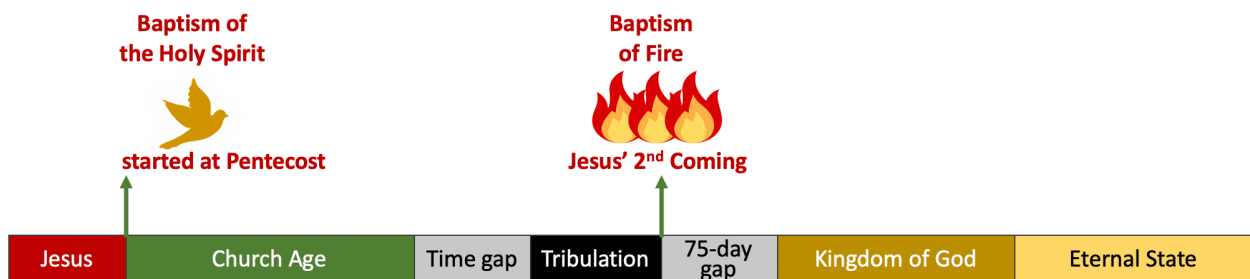 Baptism of
the Holy Spirit
started at Pentecost
Baptism
of Fire
Jesus’ 2nd Coming
Jesus
Church Age
Time gap
Tribulation
75-day
gap
Kingdom of God
Eternal State